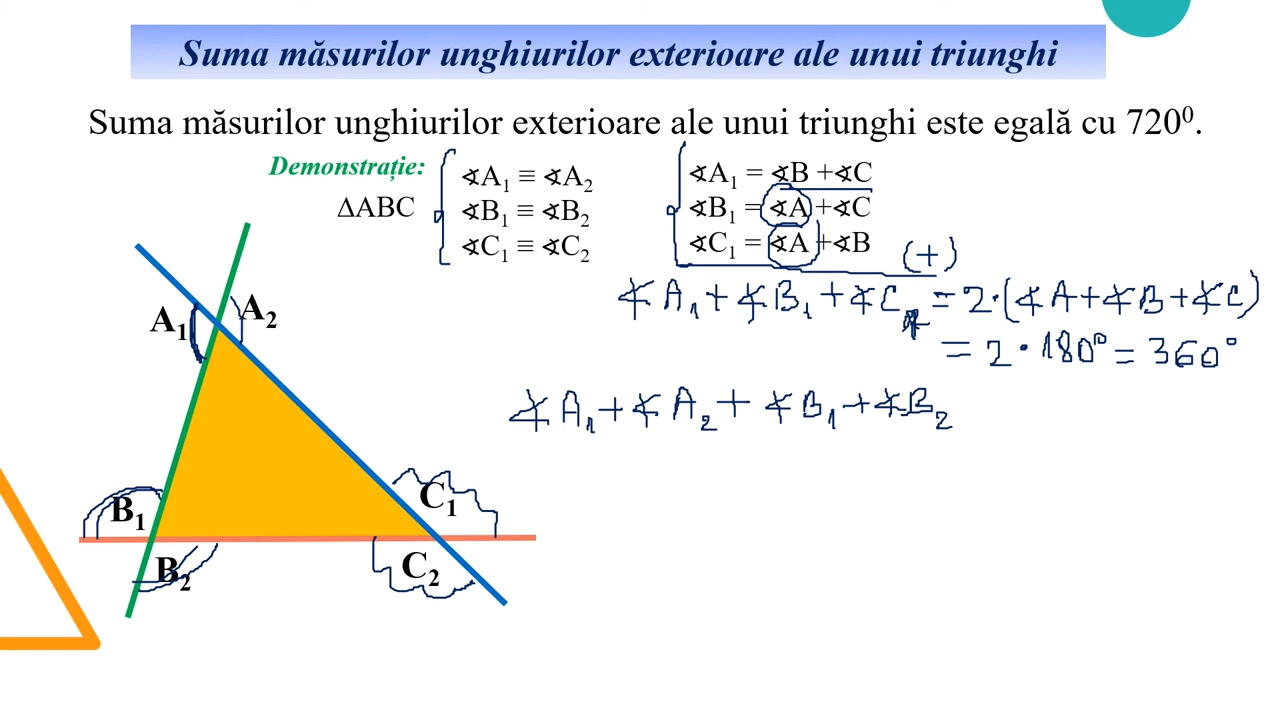 Suma măsurilor unghiurilor exterioare ale unui triunghi
Suma măsurilor unghiurilor exterioare ale unui triunghi este egală cu 720⁰.
Demonstrație:
ΔABC
∢A₁ ≡ ∢A₂
∢B₁ ≡ ∢B₂
∢C₁ ≡ ∢C₂
∢A₁ = ∢B +∢C
∢B₁ = ∢A +∢C
∢C₁ = ∢A +∢B
(+)
∢A₁+∢B₁+∢C₁=2·(∢A+∢B+∢C)
=2·180°=360°
∢A₁+∢A₂+∢B₁+∢B₂
A₁
A₂
B₁
B₂
C₁
C₂